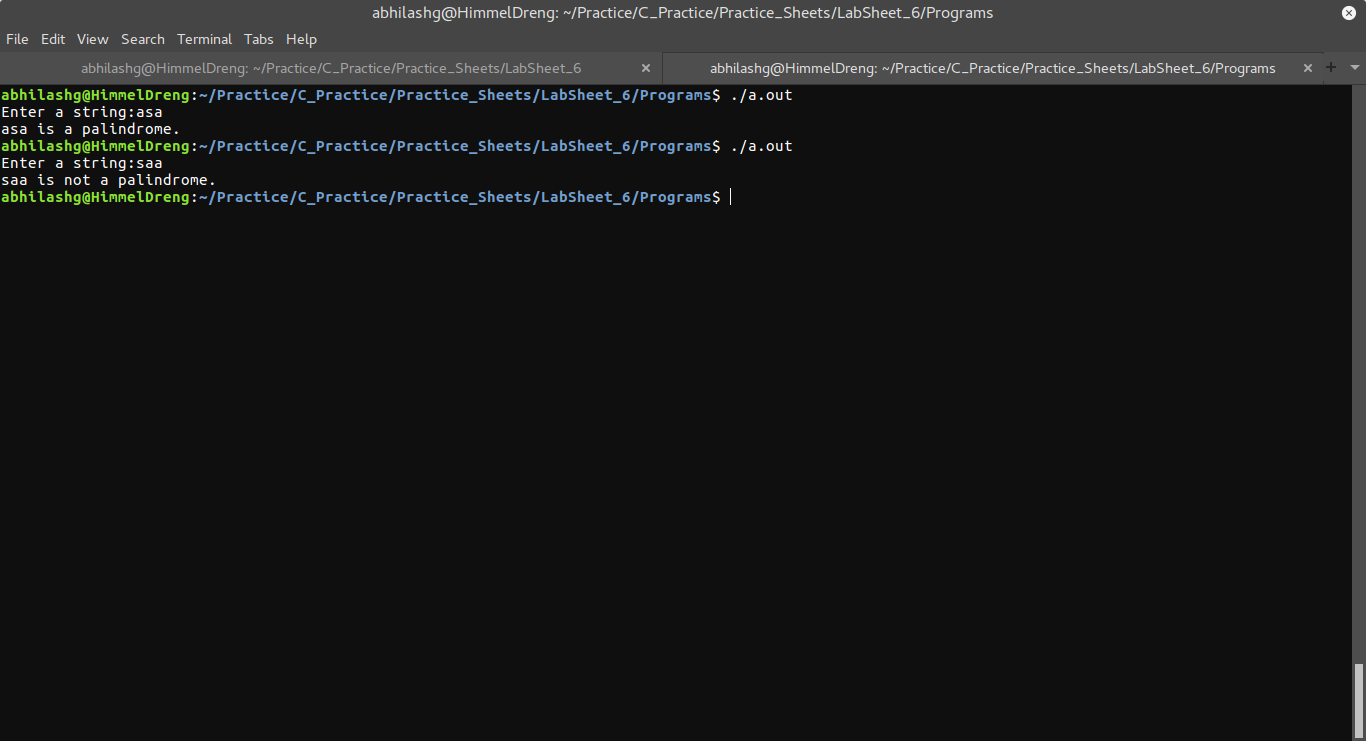 abhilashg@HimmelDreng: ~/Practice/C_Practice/Practice_Sheets/LabSheet_6/Programs
File Edit View Search Terminal Tabs Help
abhilashg@HimmelDreng: ~/Practice/C_Practice/Practice_Sheets/LabSheet_6 abhilashg@HimmelDreng: ~/Practice/C_Practice/Practice_Sheets/LabSheet_6/Programs
abhilashg@HimmelDreng:~/Practice/C_Practice/Practice_Sheets/LabSheet_6/Programs$ ./a.out
Enter a string:asa
asa is a palindrome.
abhilashg@HimmelDreng:~/Practice/C_Practice/Practice_Sheets/LabSheet_6/Programs$ ./a.out
Enter a string:saa
saa is not a palindrome.
abhilashg@HimmelDreng:~/Practice/C_Practice/Practice_Sheets/LabSheet_6/Programs$